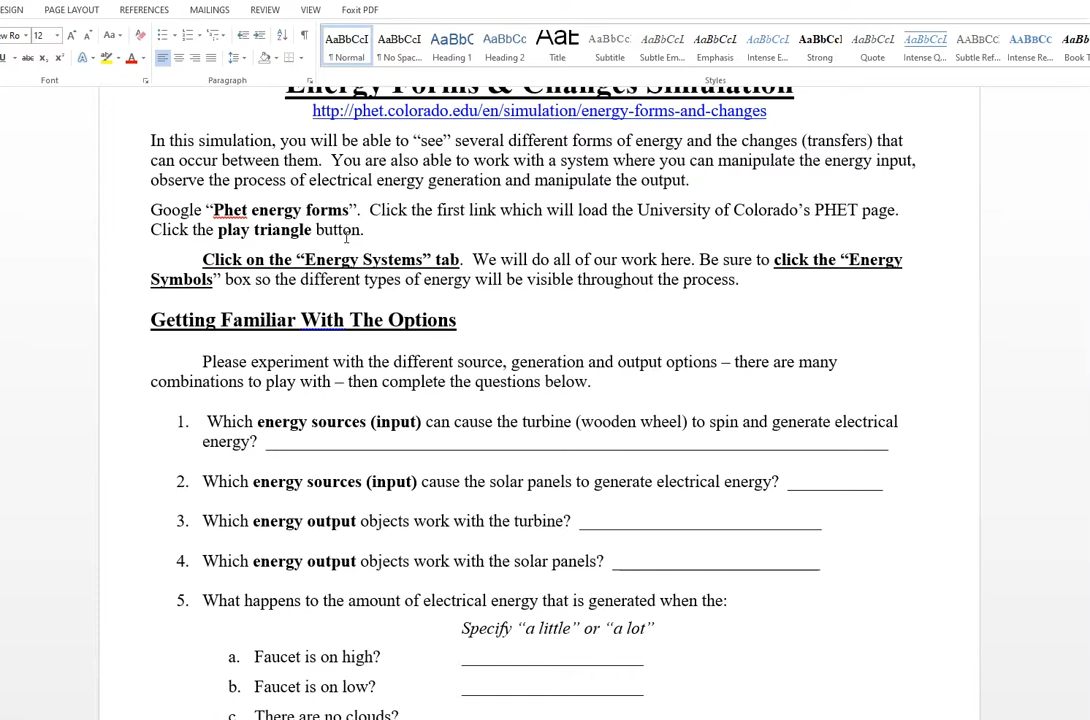 ESIGN PAGE LAYOUT REFERENCES MAILINGS REVIEW VIEW Foxit PDF
w Ro 12 A A Aa
AaBbCcI AaBbCcI AaBbC AaBbCc AaB AaBbCc AaBbCcL AaBbCcL AaBbCcL AaBbCcl AaBbCcL AaBbCcL AABBCC AABBCC
¶ Normal ¶ No Spac... Heading 1 Heading 2 Title Subtitle Subtle Em... Emphasis Intense E... Strong Quote Intense Q... Subtle Ref... Intense Re... Book T
Font Paragraph Styles
Energy Forms & Changes Simulation
http://phet.colorado.edu/en/simulation/energy-forms-and-changes
In this simulation, you will be able to “see” several different forms of energy and the changes (transfers) that
can occur between them. You are also able to work with a system where you can manipulate the energy input,
observe the process of electrical energy generation and manipulate the output.
Google “Phet energy forms”. Click the first link which will load the University of Colorado’s PHET page.
Click the play triangle button.
Click on the “Energy Systems” tab. We will do all of our work here. Be sure to click the “Energy
Symbols” box so the different types of energy will be visible throughout the process.
Getting Familiar With The Options
Please experiment with the different source, generation and output options – there are many
combinations to play with – then complete the questions below.
1. Which energy sources (input) can cause the turbine (wooden wheel) to spin and generate electrical
energy?
2. Which energy sources (input) cause the solar panels to generate electrical energy?
3. Which energy output objects work with the turbine?
4. Which energy output objects work with the solar panels?
5. What happens to the amount of electrical energy that is generated when the:
Specify “a little” or “a lot”
a. Faucet is on high?
b. Faucet is on low?
c. There are no clouds?